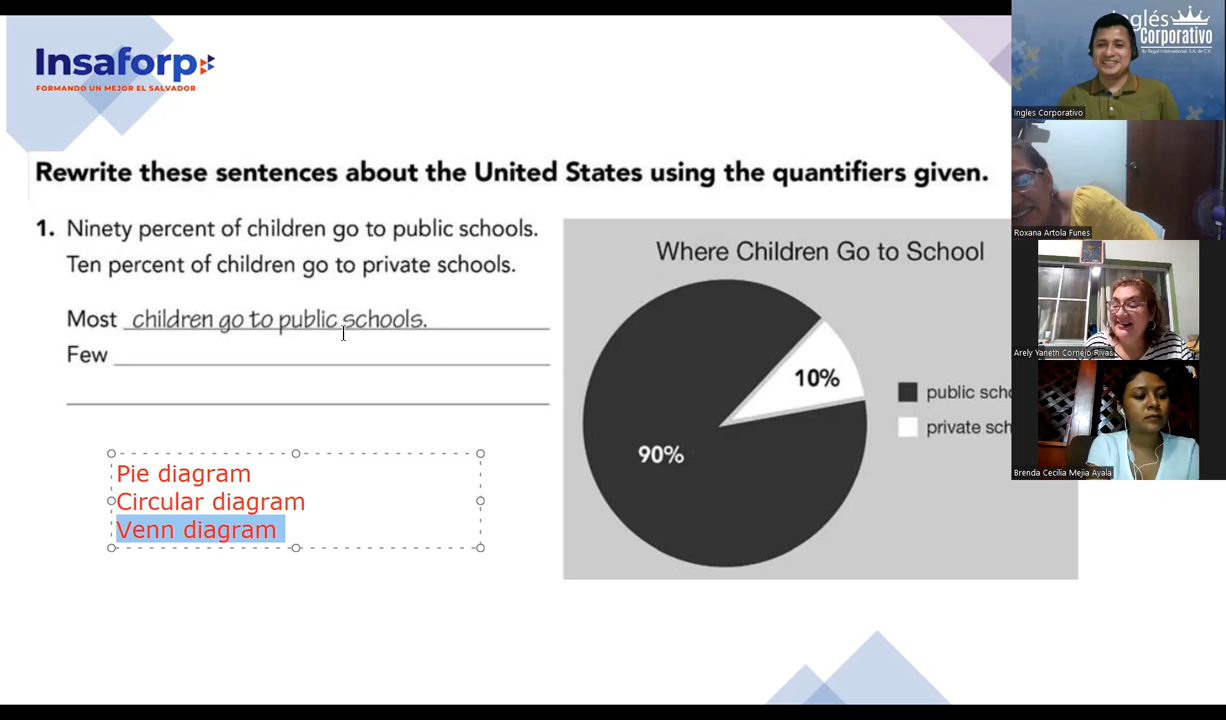 Insaforp
FORMANDO UN MEJOR EL SALVADOR
Rewrite these sentences about the United States using the quantifiers given.
1. Ninety percent of children go to public schools.
Ten percent of children go to private schools.
Most children go to public schools.
Few
Where Children Go to School
10%
90%
public sch
private sch
Pie diagram
Circular diagram
Venn diagram
Inglés
Corporativo
Ingles Corporativo
Roxana Artola Funes
Arely Yaneth Cornejo Rivas
Brenda Cecilia Mejia Ayala